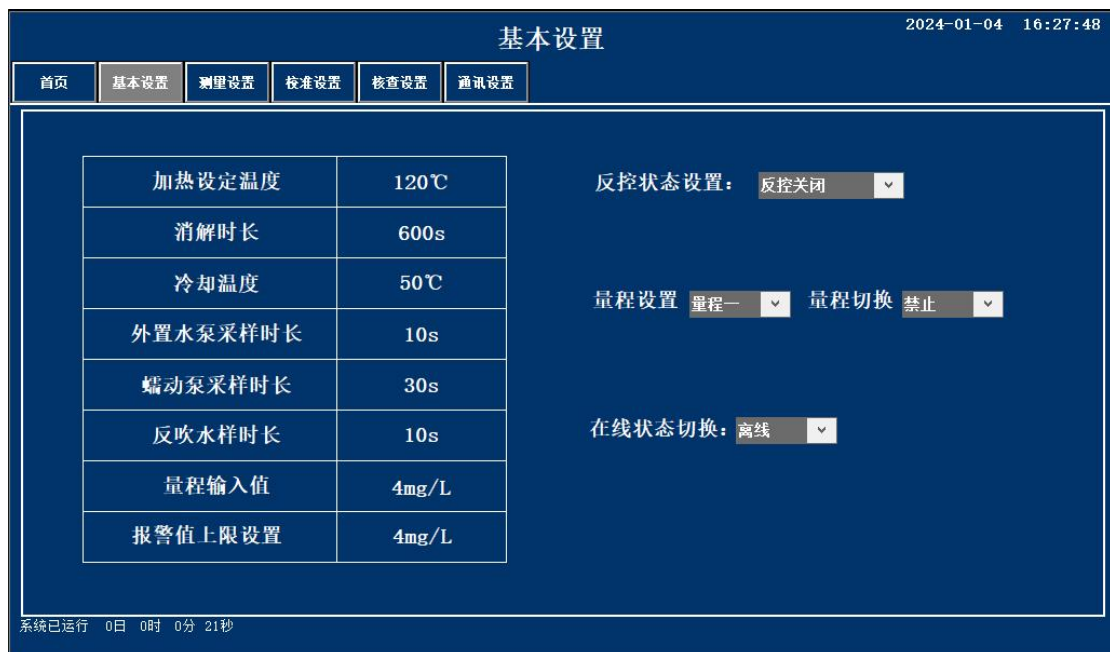 基本设置
2024-01-04 16:27:48
首页 基本设置 测量设置 校准设置 核查设置 通讯设置
加热设定温度 120℃
消解时长 600s
冷却温度 50℃
外置水泵采样时长 10s
蠕动泵采样时长 30s
反吹水样时长 10s
量程输入值 4mg/L
报警值上限设置 4mg/L
反控状态设置: 反控关闭
量程设置 量程一 量程切换 禁止
在线状态切换: 离线
系统已运行 0日 0时 0分 21秒